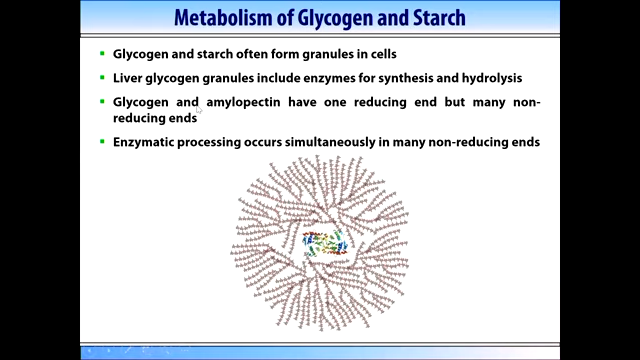 Metabolism of Glycogen and Starch
Glycogen and starch often form granules in cells
Liver glycogen granules include enzymes for synthesis and hydrolysis
Glycogen and amylopectin have one reducing end but many non-
reducing ends
Enzymatic processing occurs simultaneously in many non-reducing ends